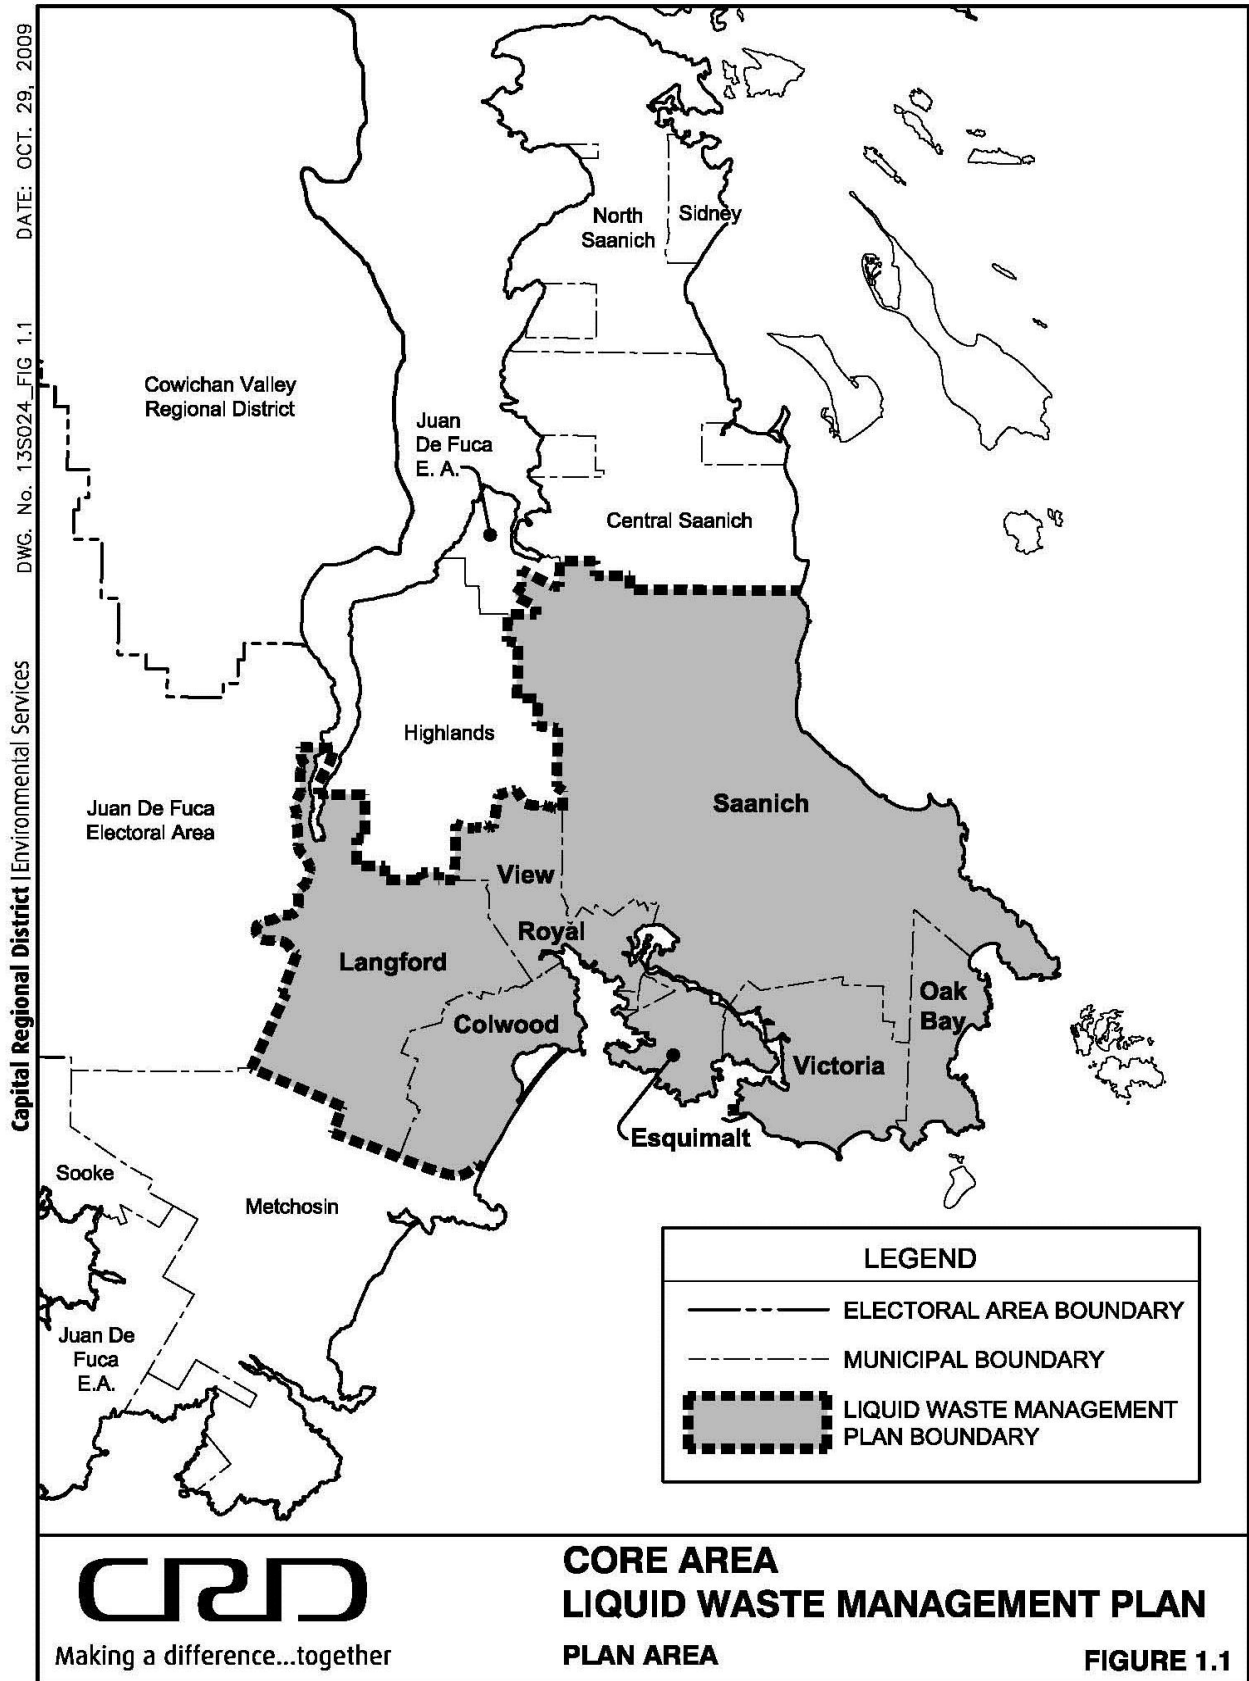 Capital Regional District | Environmental Services
DWG. No. 13S024_FIG 1.1
DATE: OCT. 29, 2009
North
Saanich
Sidney
Cowichan Valley
Regional District
Juan
De Fuca
E. A.
Central Saanich
Highlands
Juan De Fuca
Electoral Area
Saanich
View
Royal
Langford
Colwood
Oak
Bay
Victoria
Esquimalt
Sooke
Metchosin
Juan De
Fuca
E.A.
LEGEND
ELECTORAL AREA BOUNDARY
MUNICIPAL BOUNDARY
LIQUID WASTE MANAGEMENT
PLAN BOUNDARY
CRD
Making a difference...together
CORE AREA
LIQUID WASTE MANAGEMENT PLAN
PLAN AREA
FIGURE 1.1